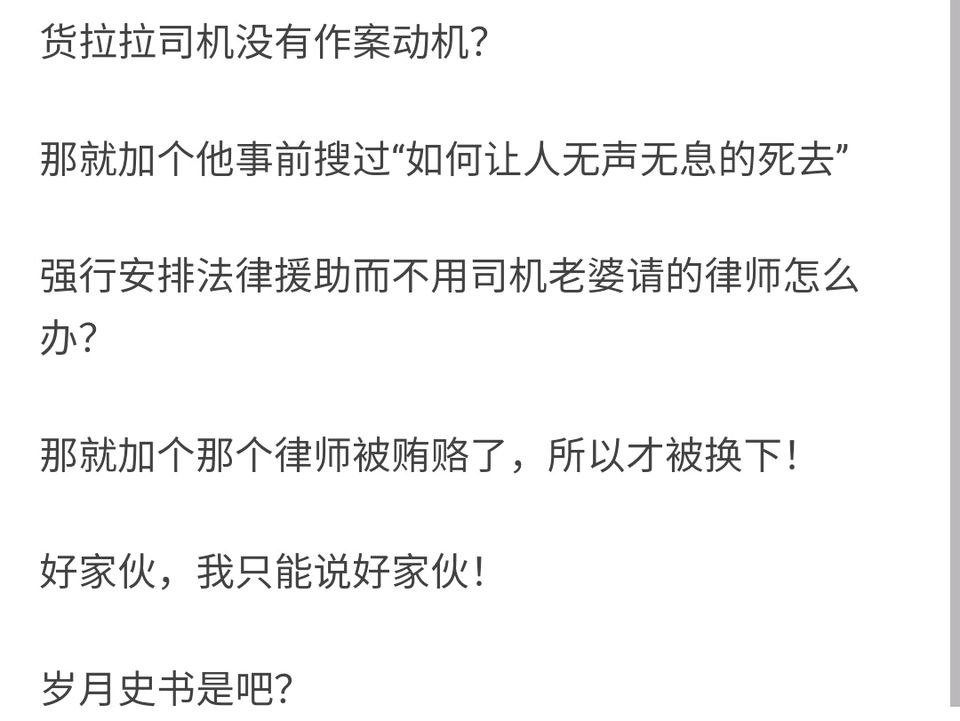 货拉拉司机没有作案动机？
那就加个他事前搜过“如何让人无声无息的死去”
强行安排法律援助而不用司机老婆请的律师怎么
办？
那就加个那个律师被贿赂了，所以才被换下！
好家伙，我只能说好家伙！
岁月史书是吧？